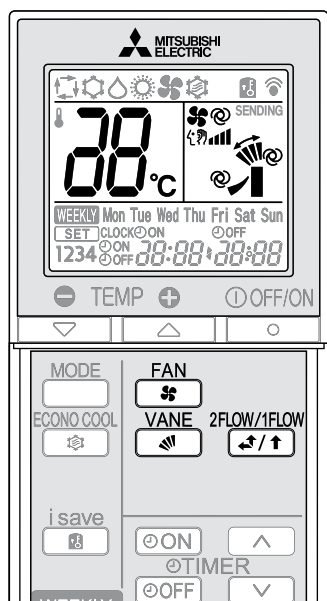 MITSUBISHI
ELECTRIC
SENDING
88°C
WEEKLY Mon Tue Wed Thu Fri Sat Sun
SET CLOCK ON OFF
1234 ON OFF 88:88 88:88
TEMP OFF/ON
MODE FAN
ECONO COOL VANE 2FLOW/1FLOW
/
i save
ON
TIMER
OFF
WEEKLY